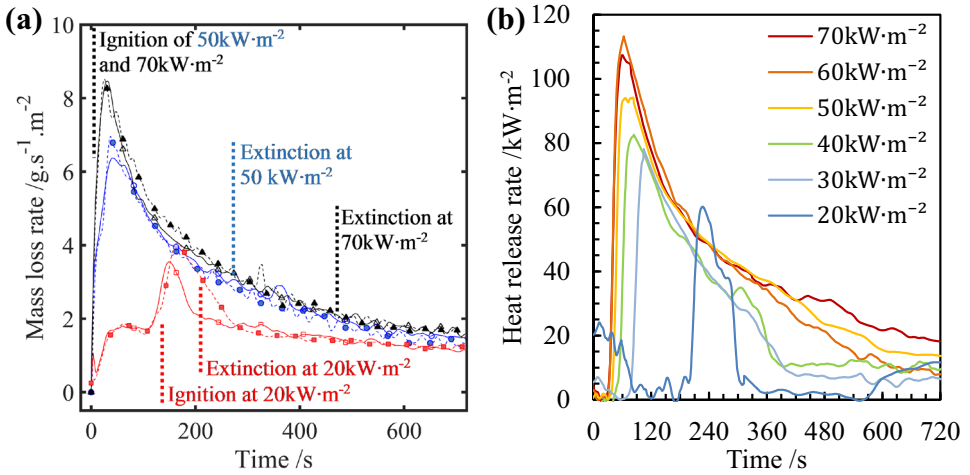 (a)
Ignition of 50kW·m⁻²
and 70kW·m⁻²
Extinction at
50 kW·m⁻²
Extinction at
70kW·m⁻²
Extinction at 20kW·m⁻²
Ignition at 20kW·m⁻²
Mass loss rate /g.s⁻¹.m⁻²
10
8
6
4
2
0
0
200
400
600
Time /s
(b)
70kW·m⁻²
60kW·m⁻²
50kW·m⁻²
40kW·m⁻²
30kW·m⁻²
20kW·m⁻²
Heat release rate /kW·m⁻²
120
100
80
60
40
20
0
0
120
240
360
480
600
720
Time /s